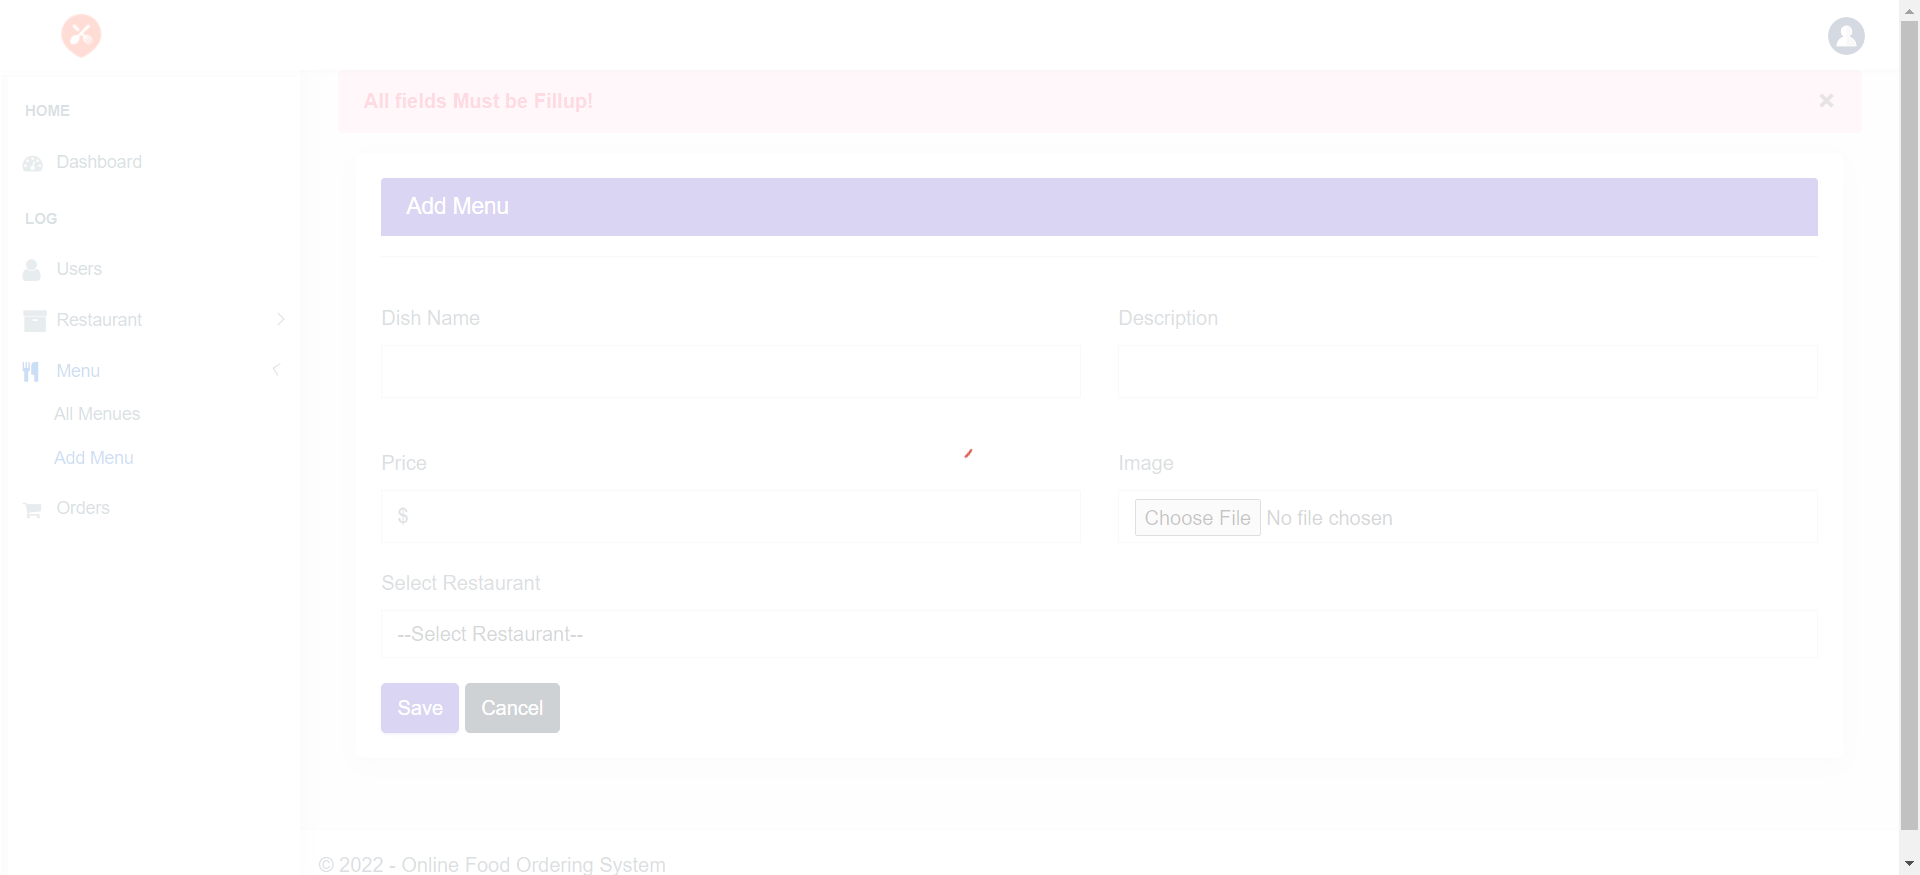 All fields Must be Fillup!
HOME
Dashboard
LOG
Users
Restaurant
Menu
All Menues
Add Menu
Orders
Add Menu
Dish Name
Description
Price
$
Image
Choose File No file chosen
Select Restaurant
--Select Restaurant--
Save Cancel
© 2022 - Online Food Ordering System